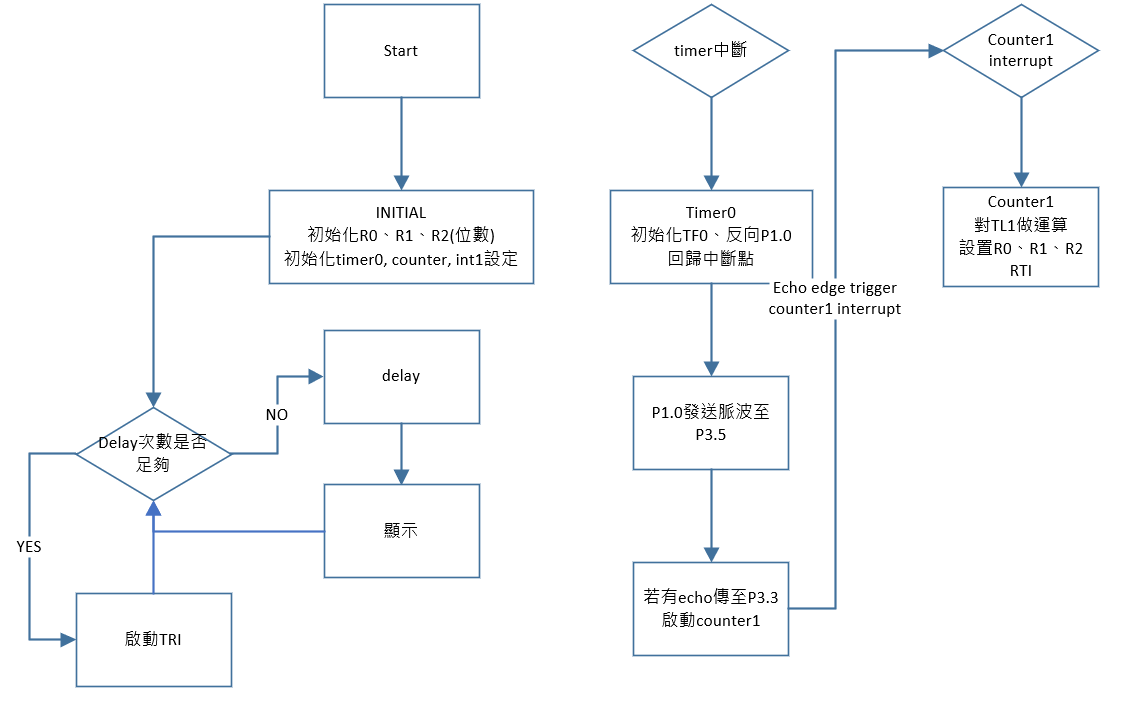 Start
INITIAL
初始化R0、R1、R2(位數)
初始化timer0, counter, int1設定
Delay次數是否
足夠
NO
delay
顯示
YES
啟動TRI
timer中斷
Timer0
初始化TF0、反向P1.0
回歸中斷點
P1.0發送脈波至
P3.5
若有echo傳至P3.3
啟動counter1
Echo edge trigger
counter1 interrupt
Counter1
interrupt
Counter1
對TL1做運算
設置R0、R1、R2
RTI